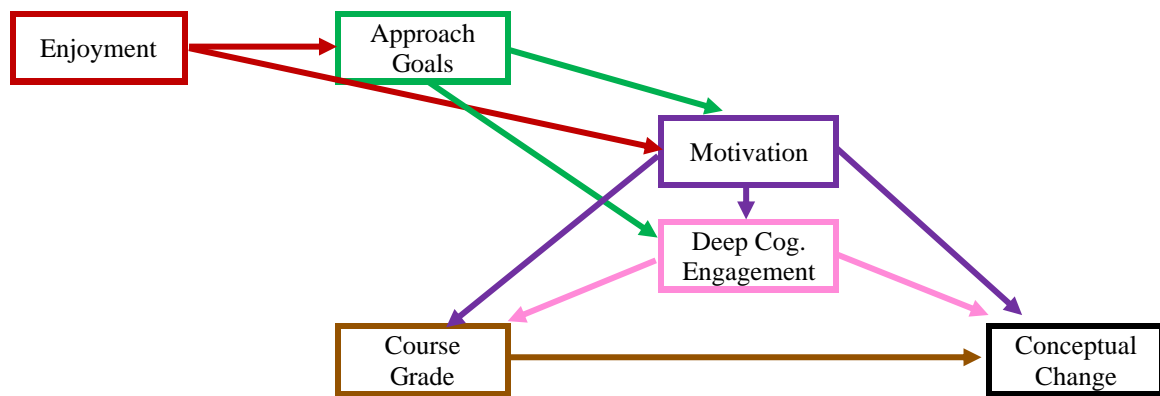 Enjoyment
Approach
Goals
Motivation
Deep Cog.
Engagement
Course
Grade
Conceptual
Change